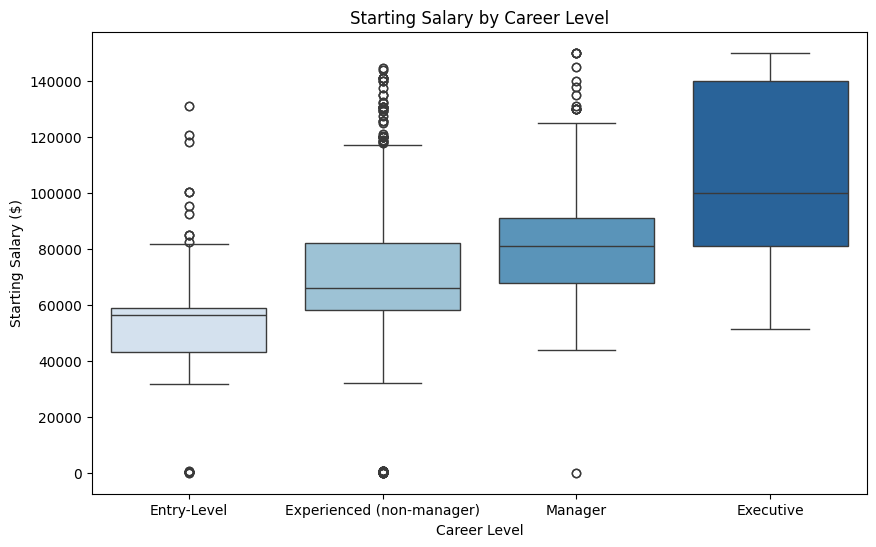 Starting Salary by Career Level
Starting Salary ($)
140000
120000
100000
80000
60000
40000
20000
0
Entry-Level
Experienced (non-manager)
Manager
Executive
Career Level